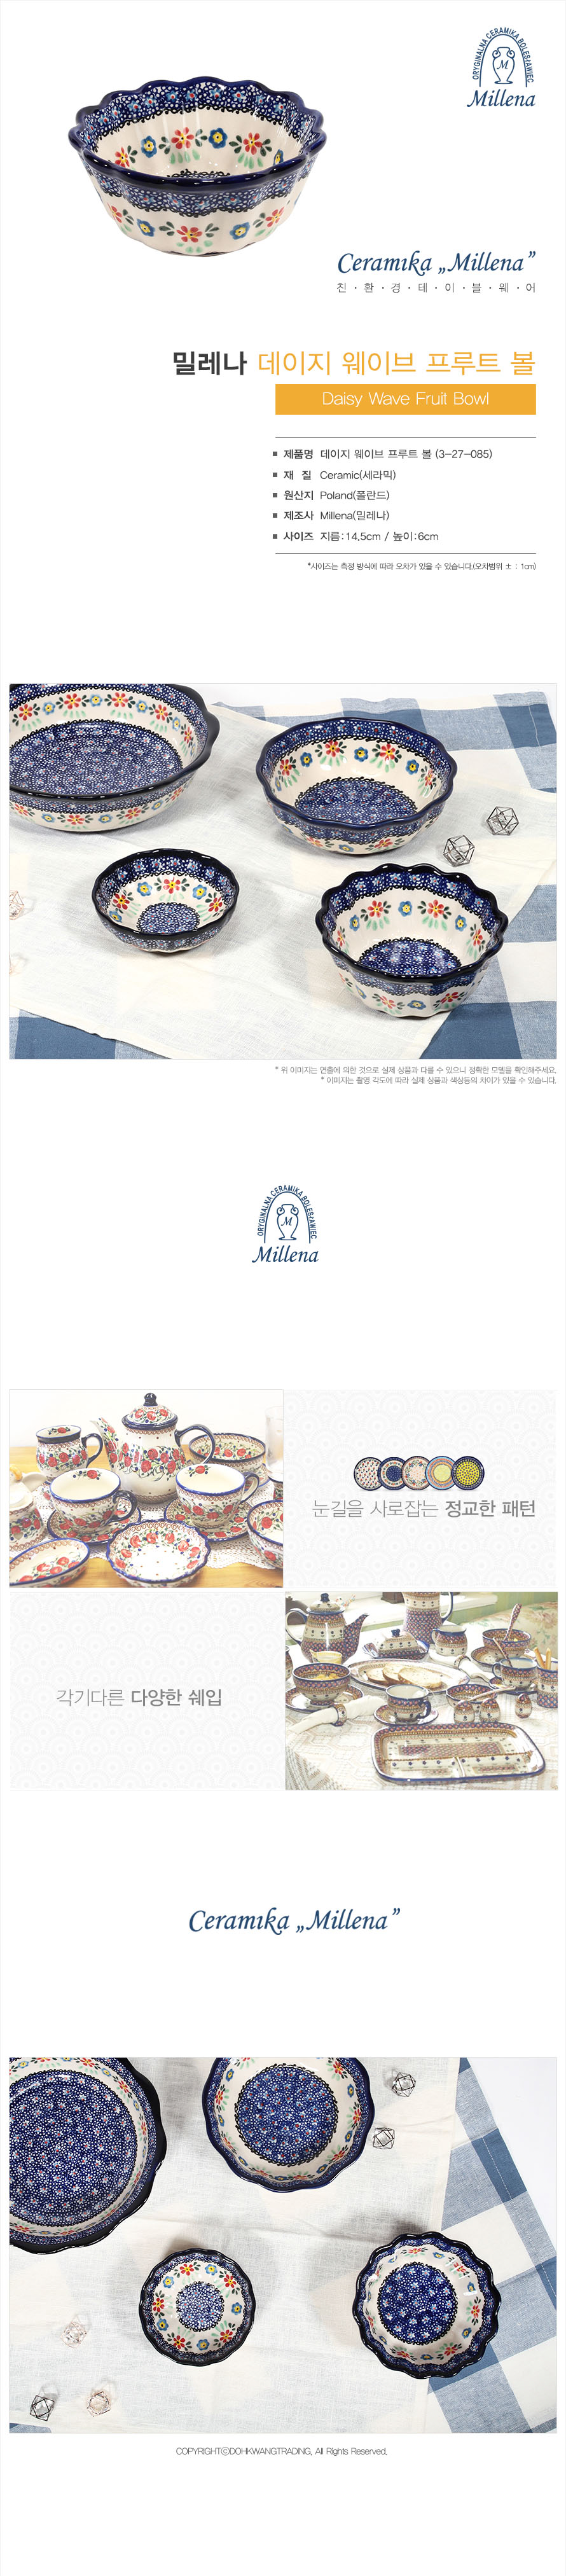 ORYGINALNA CERAMIKA BOLESŁAWIEC
M
Millena
Ceramika „Millena”
친・환・경・테・이・블・웨・어
밀레나 데이지 웨이브 프루트 볼
Daisy Wave Fruit Bowl
■ 제품명 데이지 웨이브 프루트 볼 (3-27-085)
■ 재 질 Ceramic(세라믹)
■ 원산지 Poland(폴란드)
■ 제조사 Millena(밀레나)
■ 사이즈 지름:14.5cm / 높이:6cm
*사이즈는 측정 방식에 따라 오차가 있을 수 있습니다.(오차범위 ± : 1cm)
* 위 이미지는 연출에 의한 것으로 실제 상품과 다를 수 있으니 정확한 모델을 확인해주세요.
* 이미지는 촬영 각도에 따라 실제 상품과 색상등의 차이가 있을 수 있습니다.
ORYGINALNA CERAMIKA BOLESŁAWIEC
M
Millena
눈길을 사로잡는 정교한 패턴
각기다른 다양한 쉐입
Ceramika „Millena”
COPYRIGHTⓒDOHKWANGTRADING, All Rights Reserved.